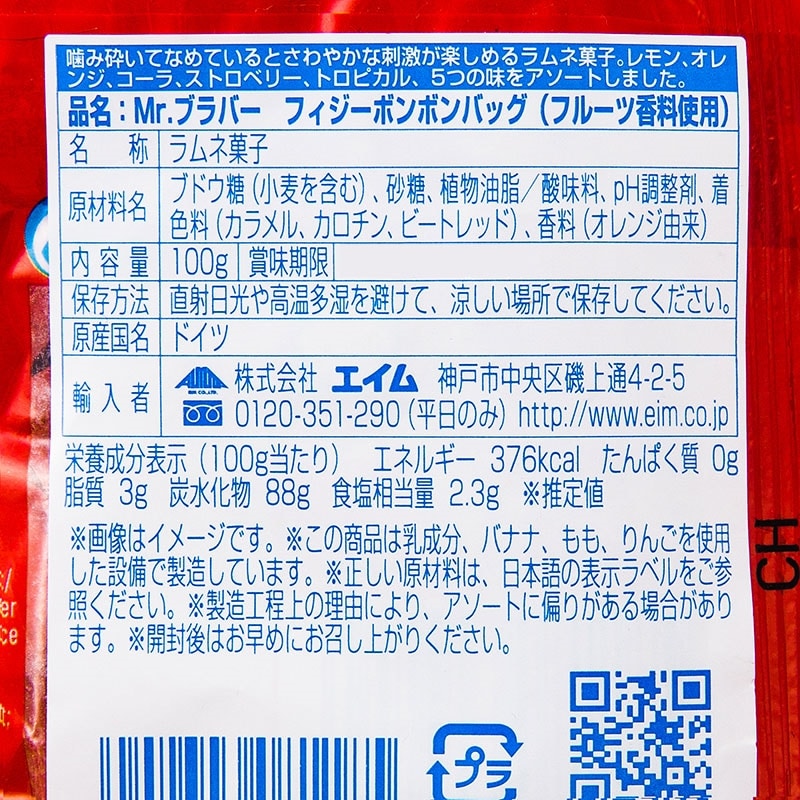 噛み砕いてなめているとさわやかな刺激が楽しめるラムネ菓子。レモン、オレ
ンジ、コーラ、ストロベリー、トロピカル、5つの味をアソートしました。
品名：Mr.ブラバー　フィジーボンボンバッグ（フルーツ香料使用）
名　称 ラムネ菓子
原材料名 ブドウ糖（小麦を含む）、砂糖、植物油脂／酸味料、pH調整剤、着
色料（カラメル、カロチン、ビートレッド）、香料（オレンジ由来）
内容量 100g 賞味期限
保存方法 直射日光や高温多湿を避けて、涼しい場所で保存してください。
原産国名 ドイツ
輸入者 株式会社 エイム 神戸市中央区磯上通4-2-5
0120-351-290（平日のみ）http://www.eim.co.jp
栄養成分表示（100g当たり） エネルギー 376kcal たんぱく質 0g
脂質 3g 炭水化物 88g 食塩相当量 2.3g ※推定値
※画像はイメージです。※この商品は乳成分、バナナ、もも、りんごを使用
した設備で製造しています。※正しい原材料は、日本語の表示ラベルをご参
照ください。※製造工程上の理由により、アソートに偏りがある場合があり
ます。※開封後はお早めにお召し上がりください。
プラ
CH